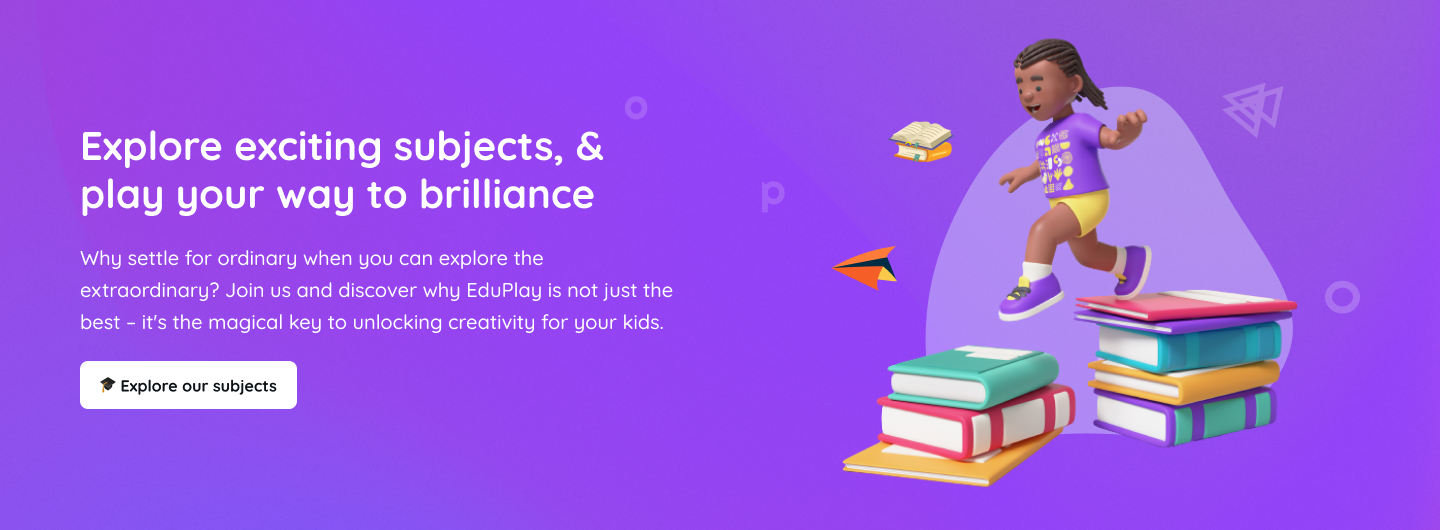 Explore exciting subjects, &
play your way to brilliance
p
Why settle for ordinary when you can explore the
extraordinary? Join us and discover why EduPlay is not just the
best – it's the magical key to unlocking creativity for your kids.
🎓 Explore our subjects